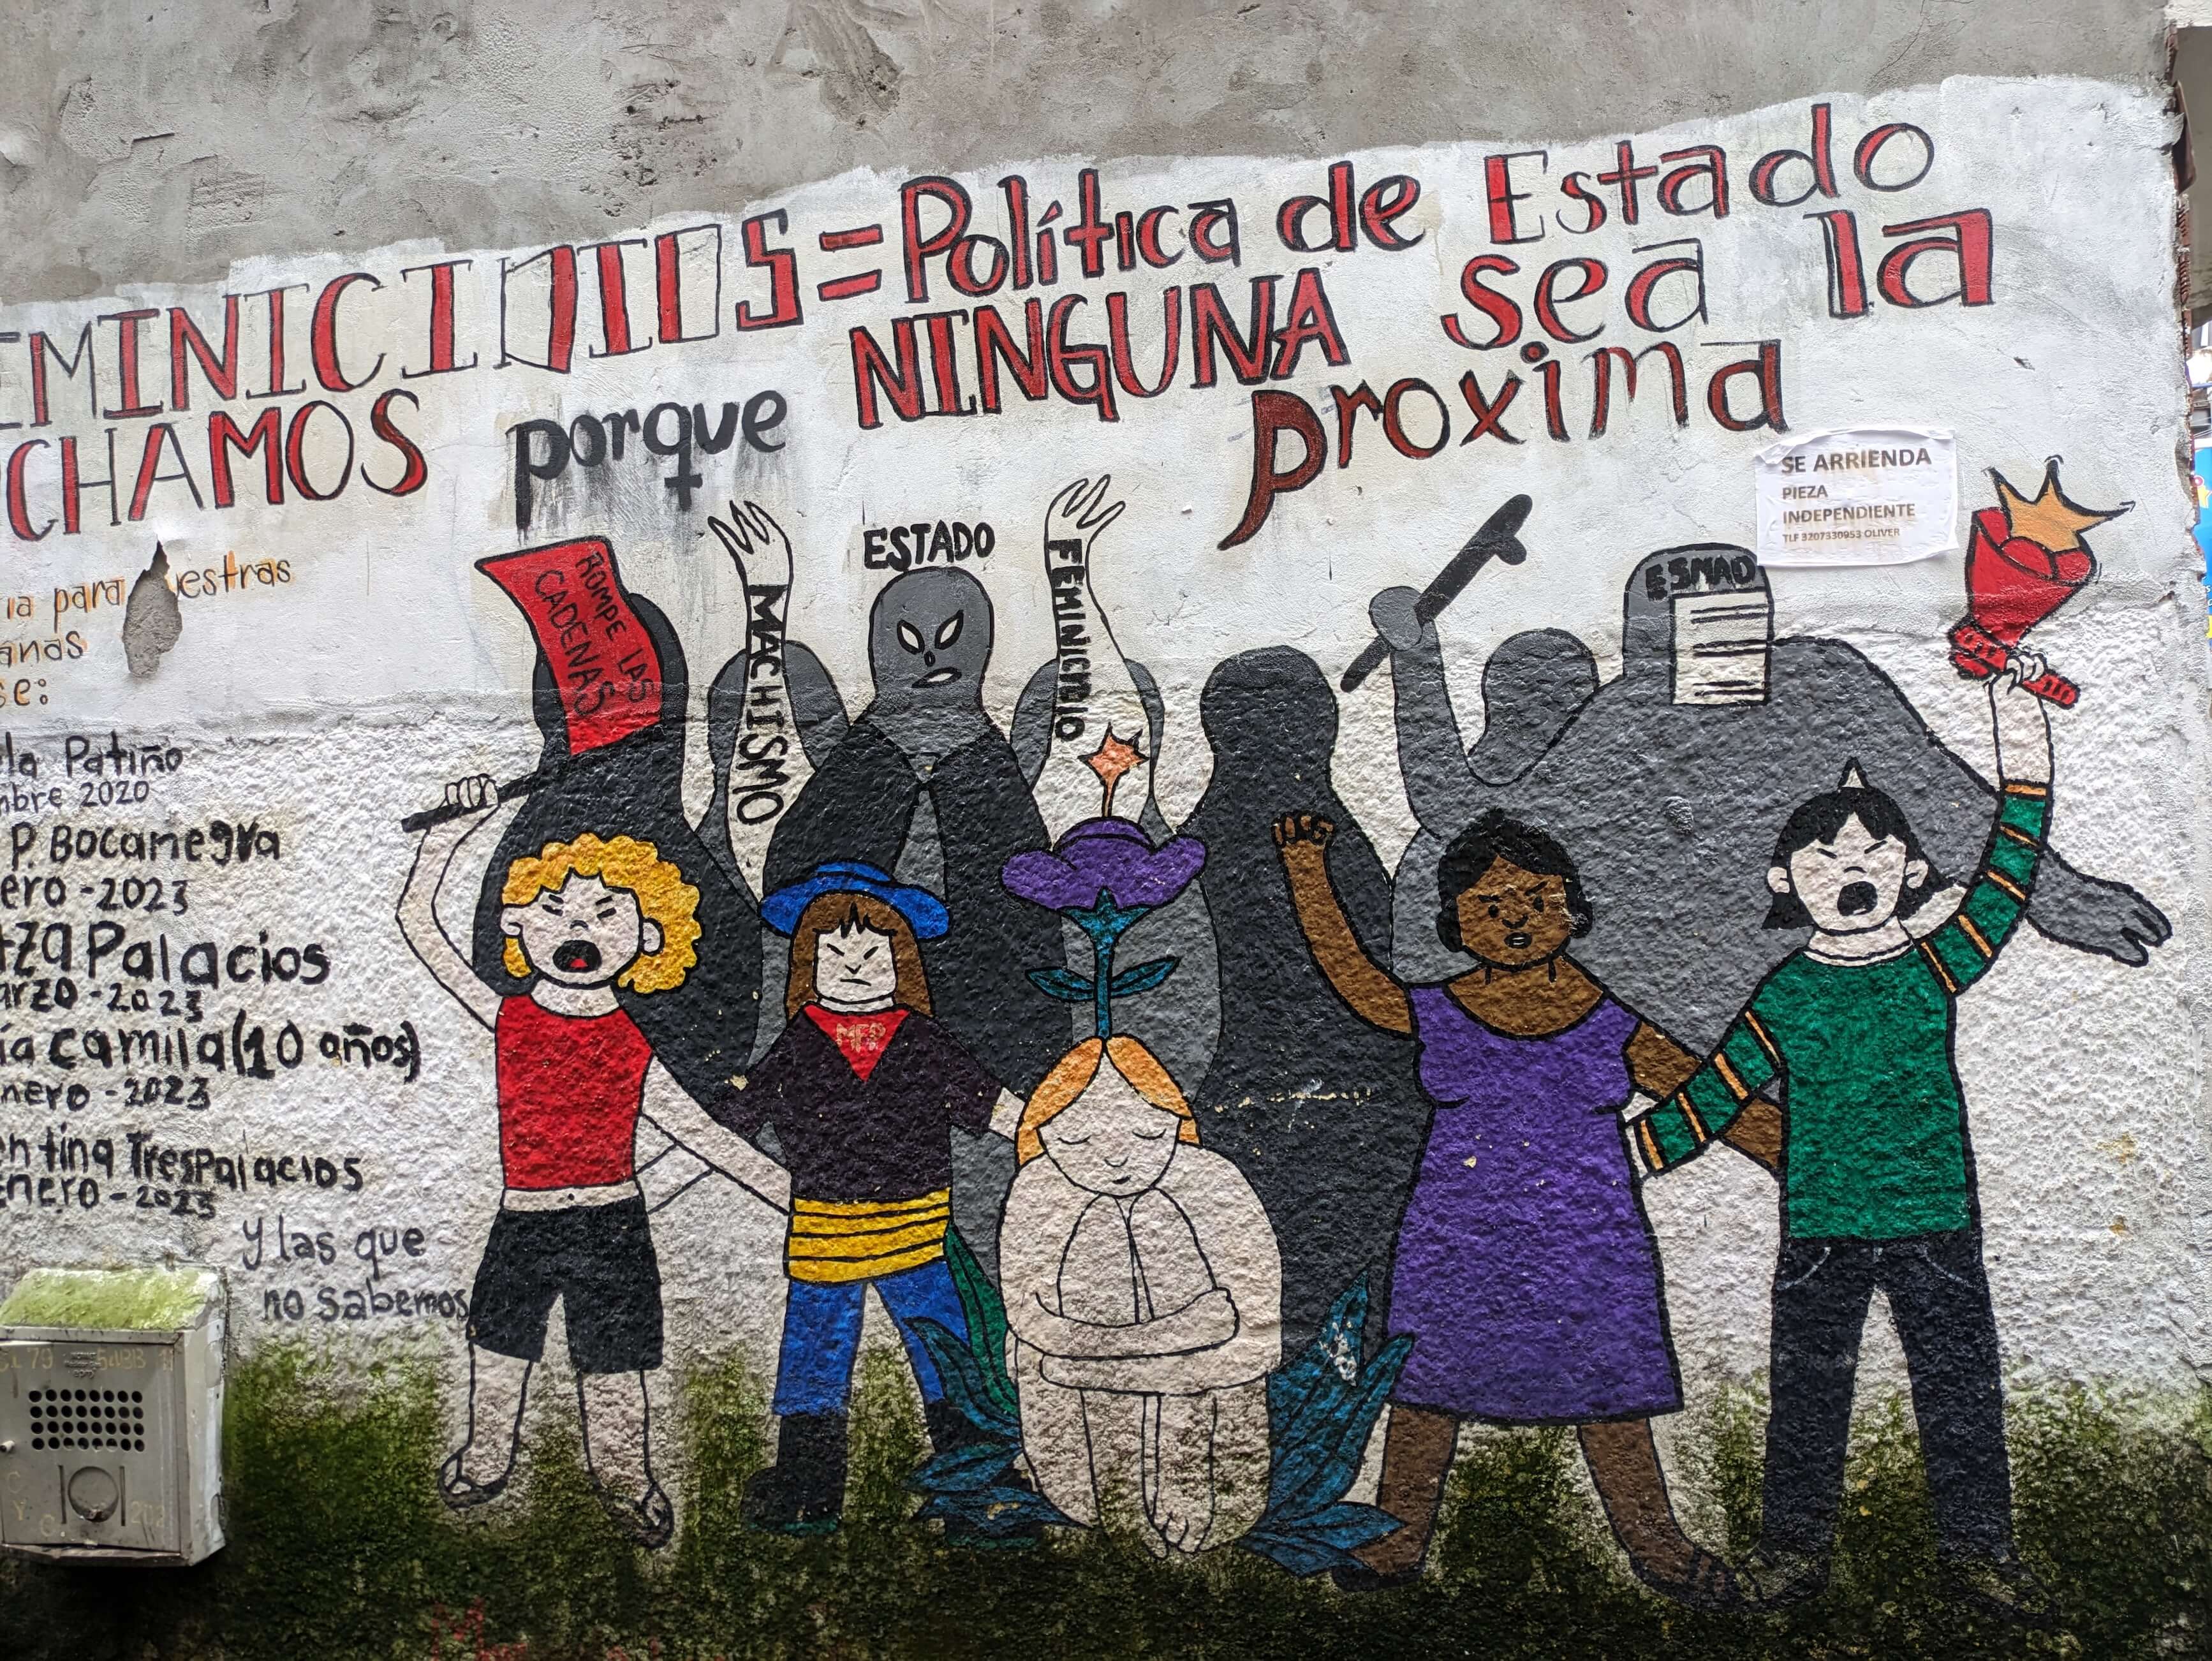 EMINICIDIOS = Política de Estado
CHAMOS porque NINGUNA sea la
proxima
SE ARRIENDA
PIEZA
INDEPENDIENTE
TLF 3207330953 OLIVER
ROMPE LAS
CADENAS
MACHISMO
ESTADO
FEMINICIDIO
ESMAD
MFP
ia para uestras
anas
se:
la Patiño
mbre 2020
P. Bocanegra
ero - 2023
tza Palacios
arzo - 2023
ía camila (10 años)
nero - 2023
entina Trespalacios
Enero - 2023
y las que
no sabemos